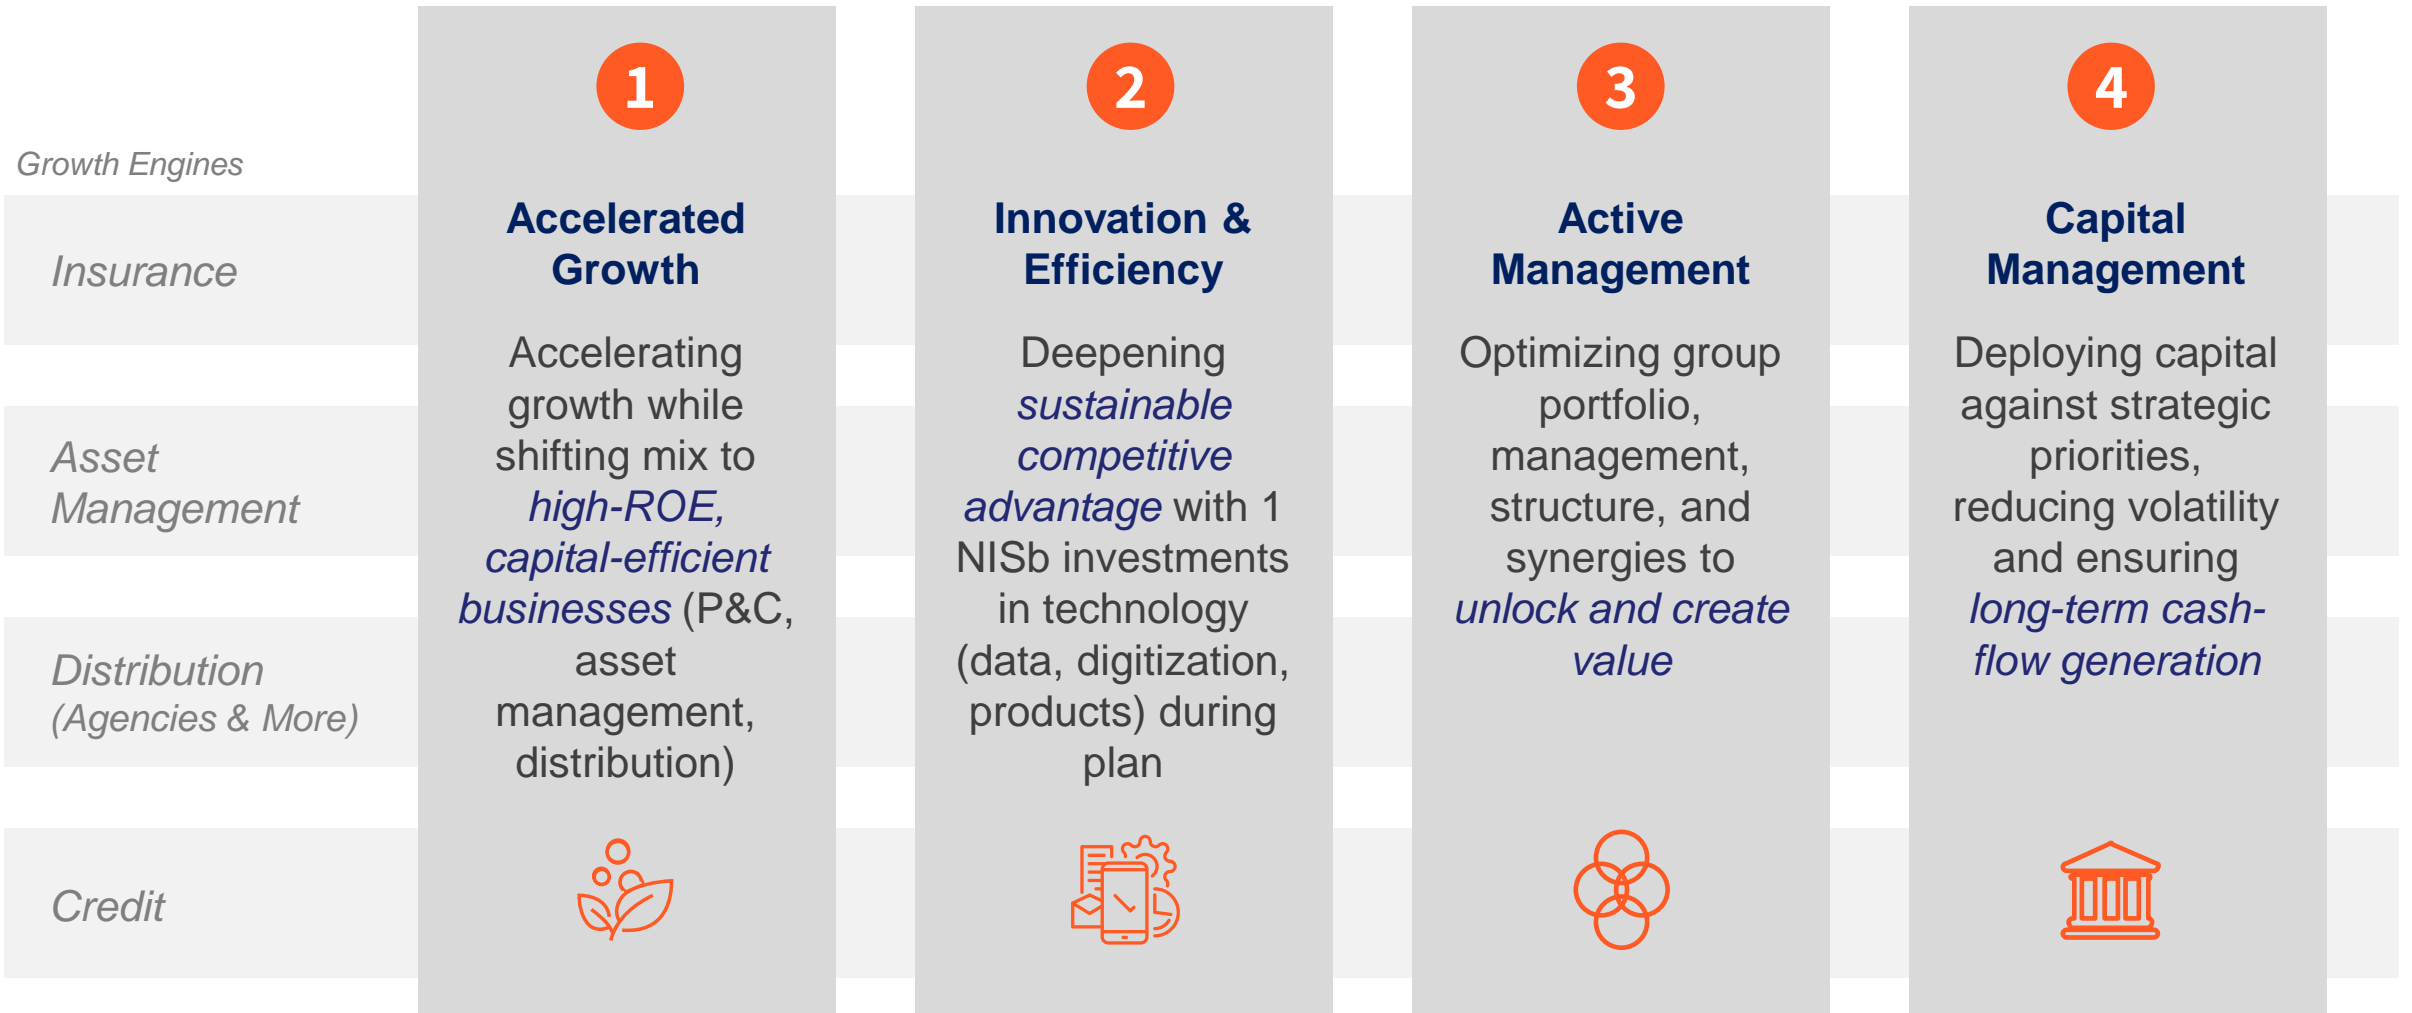 Growth Engines
Insurance
Asset
Management
Distribution
(Agencies & More)
Credit
1
Accelerated
Growth
Accelerating
growth while
shifting mix to
high-ROE,
capital-efficient
businesses (P&C,
asset
management,
distribution)
2
Innovation &
Efficiency
Deepening
sustainable
competitive
advantage with 1
NISb investments
in technology
(data, digitization,
products) during
plan
3
Active
Management
Optimizing group
portfolio,
management,
structure, and
synergies to
unlock and create
value
4
Capital
Management
Deploying capital
against strategic
priorities,
reducing volatility
and ensuring
long-term cash-
flow generation